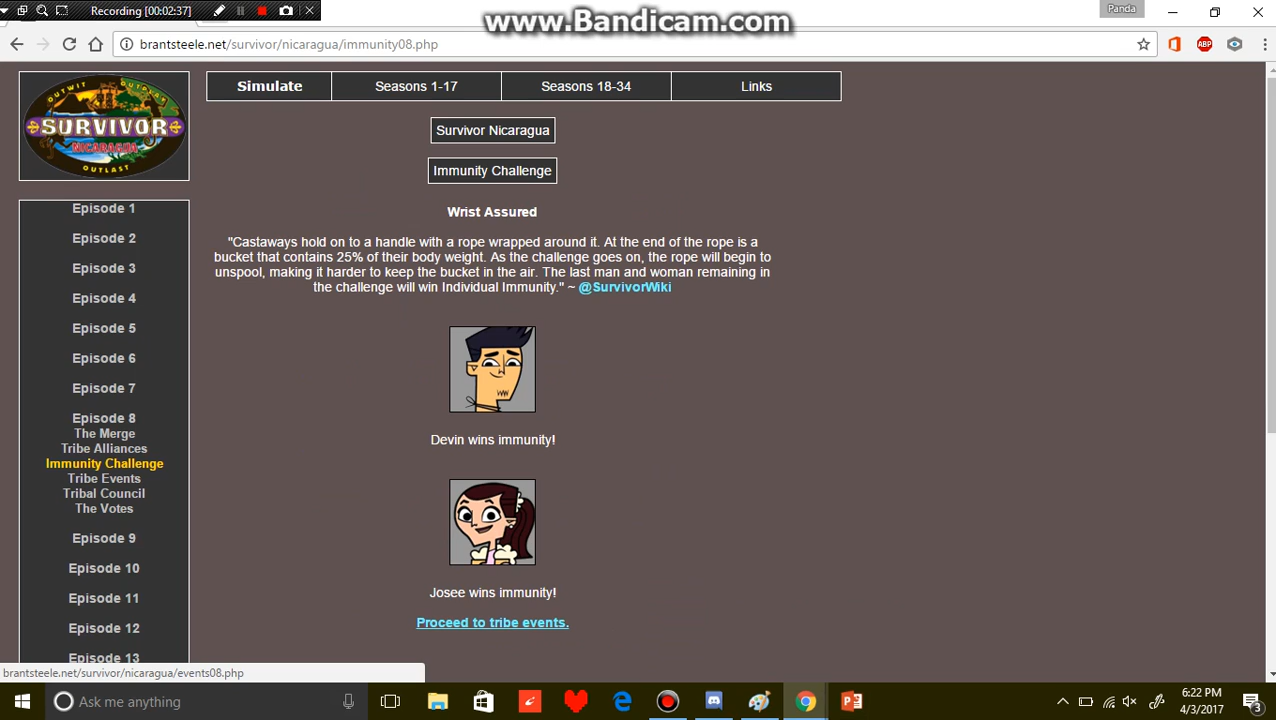 Recording [00:02:37]
www.Bandicam.com
Panda
brantsteele.net/survivor/nicaragua/immunity08.php
ABP
OUTWIT OUTPLAY
SURVIVOR
NICARAGUA
OUTLAST
Simulate
Seasons 1-17
Seasons 18-34
Links
Survivor Nicaragua
Immunity Challenge
Wrist Assured
"Castaways hold on to a handle with a rope wrapped around it. At the end of the rope is a
bucket that contains 25% of their body weight. As the challenge goes on, the rope will begin to
unspool, making it harder to keep the bucket in the air. The last man and woman remaining in
the challenge will win Individual Immunity." ~ @SurvivorWiki
Devin wins immunity!
Josee wins immunity!
Proceed to tribe events.
Episode 1
Episode 2
Episode 3
Episode 4
Episode 5
Episode 6
Episode 7
Episode 8
The Merge
Tribe Alliances
Immunity Challenge
Tribe Events
Tribal Council
The Votes
Episode 9
Episode 10
Episode 11
Episode 12
Episode 13
brantsteele.net/survivor/nicaragua/events08.php
Ask me anything
6:22 PM
4/3/2017
3